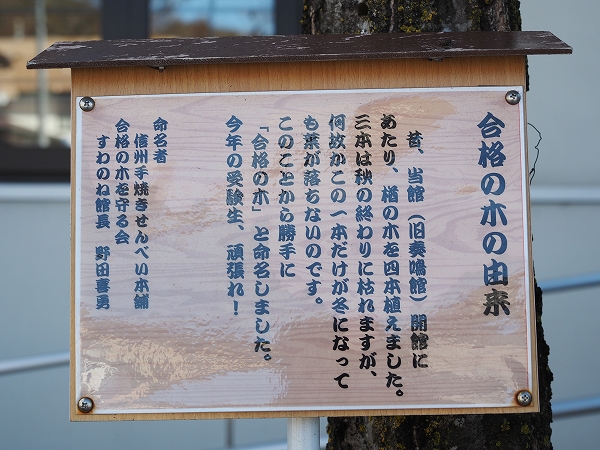 合格の木の由来
昔、当館（旧奏鳴館）開館に
あたり、楢の木を四本植えました。
三本は秋の終わりに枯れますが、
何故かこの一本だけが冬になって
も葉が落ちないのです。
このことから勝手に
「合格の木」と命名しました。
今年の受験生、頑張れ！
命名者
信州手焼きせんべい本舗
合格の木を守る会
すわのね館長 野田喜勇